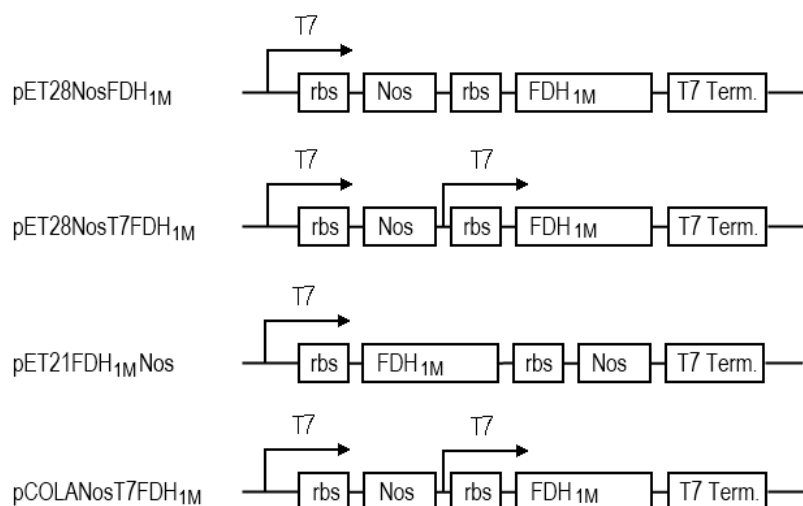 T7
pET28NosFDH1M rbs Nos rbs FDH1M T7 Term.
T7 T7
pET28NosT7FDH1M rbs Nos rbs FDH1M T7 Term.
T7
pET21FDH1MNos rbs FDH1M rbs Nos T7 Term.
T7 T7
pCOLANosT7FDH1M rbs Nos rbs FDH1M T7 Term.